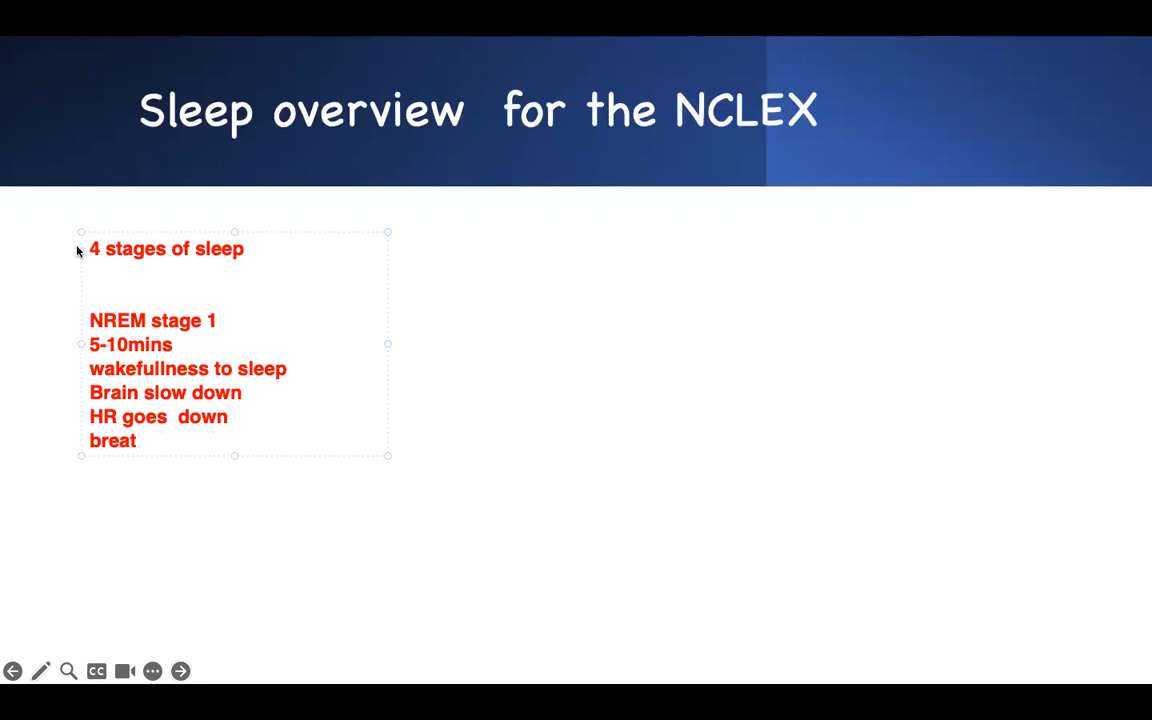 Sleep overview for the NCLEX
4 stages of sleep
NREM stage 1
5-10mins
wakefullness to sleep
Brain slow down
HR goes down
breat
CC